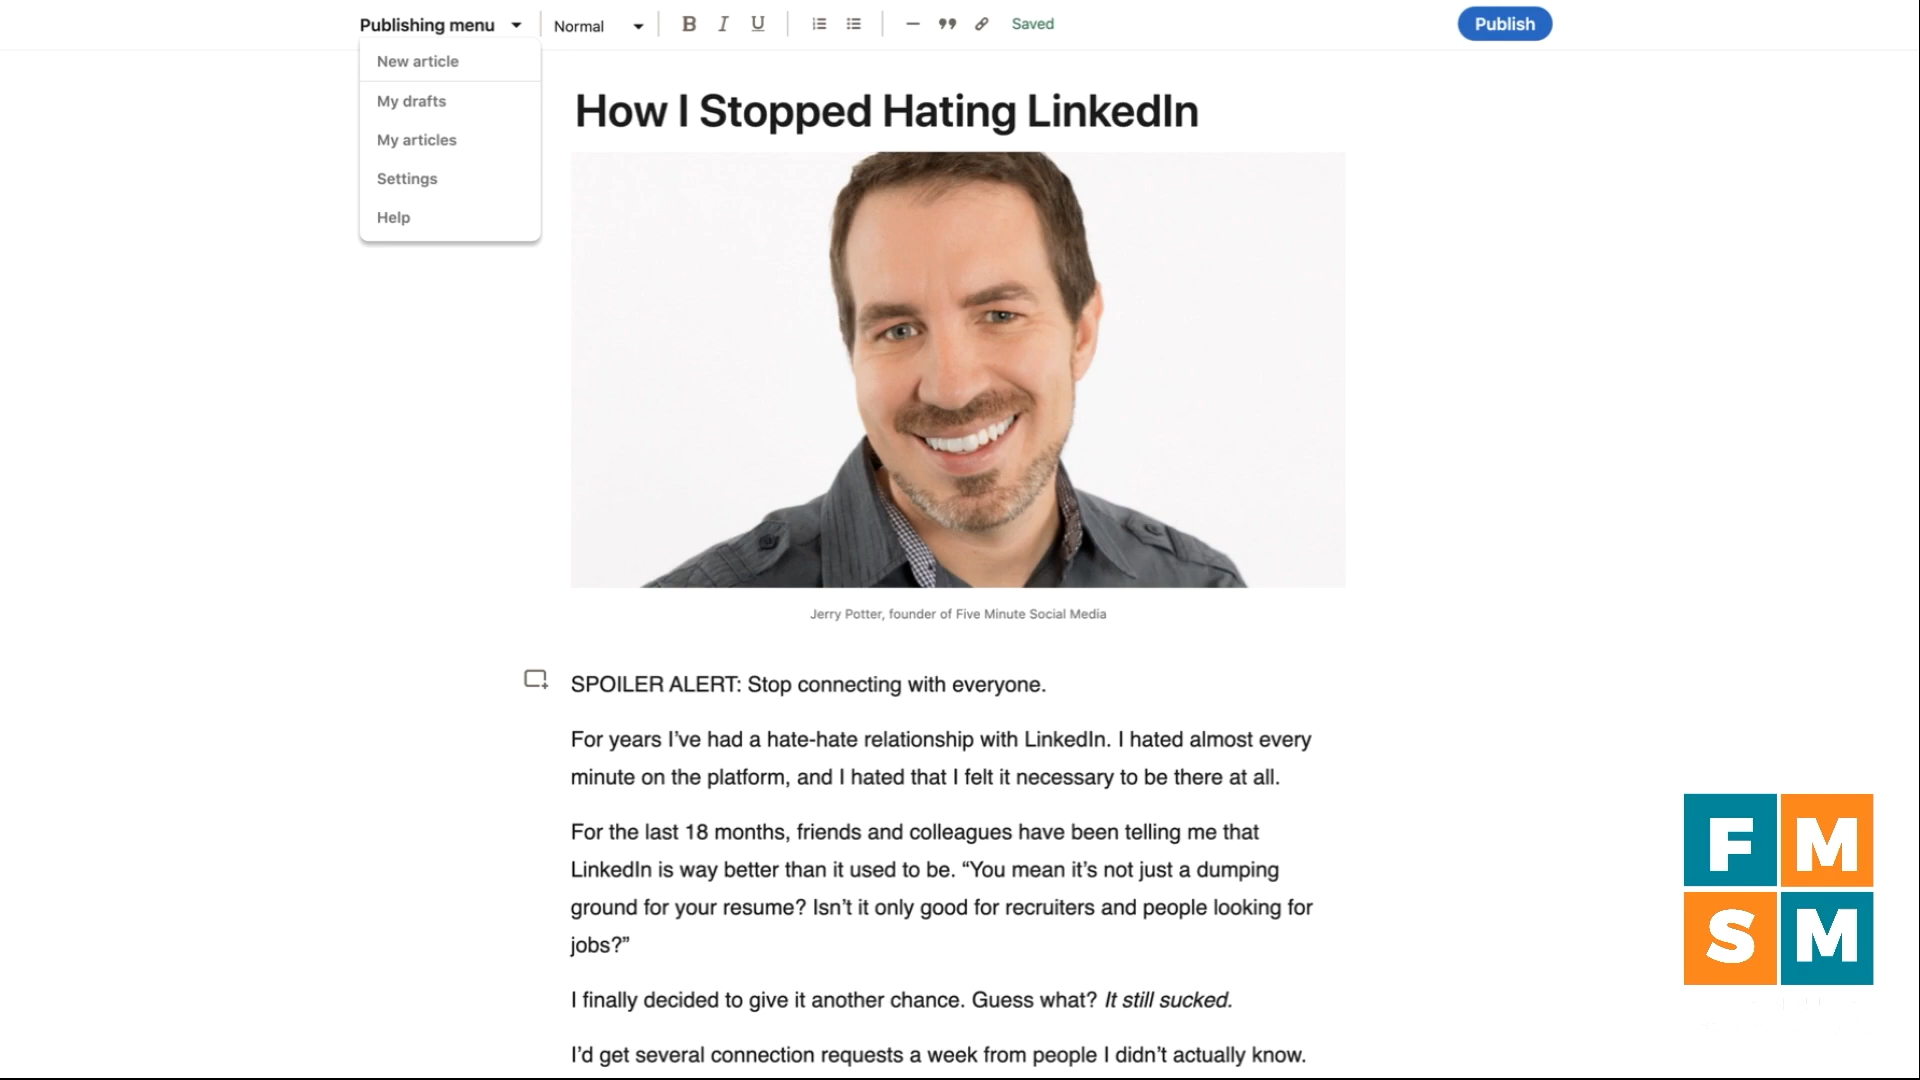 Publishing menu
Normal
B I U
Saved
Publish
New article
My drafts
My articles
Settings
Help
How I Stopped Hating LinkedIn
Jerry Potter, founder of Five Minute Social Media
SPOILER ALERT: Stop connecting with everyone.
For years I’ve had a hate-hate relationship with LinkedIn. I hated almost every
minute on the platform, and I hated that I felt it necessary to be there at all.
For the last 18 months, friends and colleagues have been telling me that
LinkedIn is way better than it used to be. “You mean it’s not just a dumping
ground for your resume? Isn’t it only good for recruiters and people looking for
jobs?”
I finally decided to give it another chance. Guess what? It still sucked.
I’d get several connection requests a week from people I didn’t actually know.
F M
S M